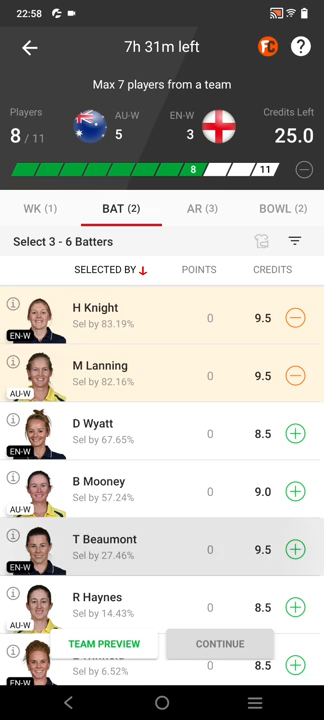 22:58
7h 31m left
FC
?
Max 7 players from a team
Players
8 / 11
AU-W
5
EN-W
3
Credits Left
25.0
8
11
WK (1)
BAT (2)
AR (3)
BOWL (2)
Select 3 - 6 Batters
SELECTED BY
POINTS
CREDITS
EN-W
H Knight
Sel by 83.19%
0
9.5
AU-W
M Lanning
Sel by 82.16%
0
9.5
EN-W
D Wyatt
Sel by 67.65%
0
8.5
AU-W
B Mooney
Sel by 57.24%
0
9.0
EN-W
T Beaumont
Sel by 27.46%
0
9.5
AU-W
R Haynes
Sel by 14.43%
0
8.5
TEAM PREVIEW
CONTINUE
EN-W
Sel by 6.52%
0
8.5